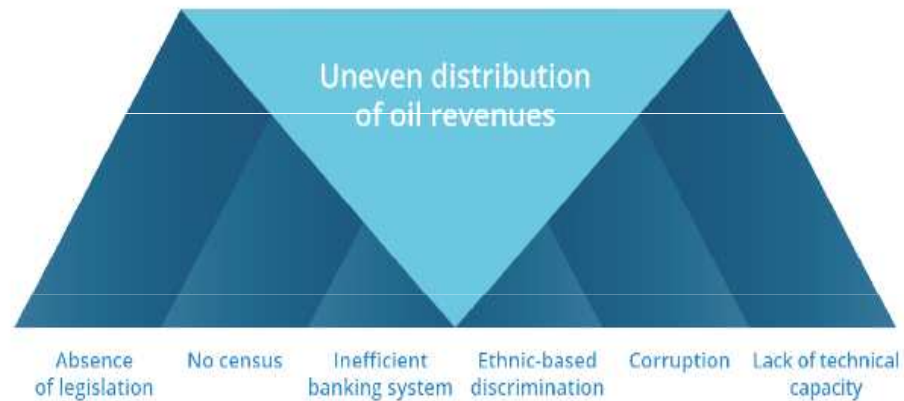 Uneven distribution
of oil revenues
Absence
of legislation
No census
Inefficient
banking system
Ethnic-based
discrimination
Corruption
Lack of technical
capacity